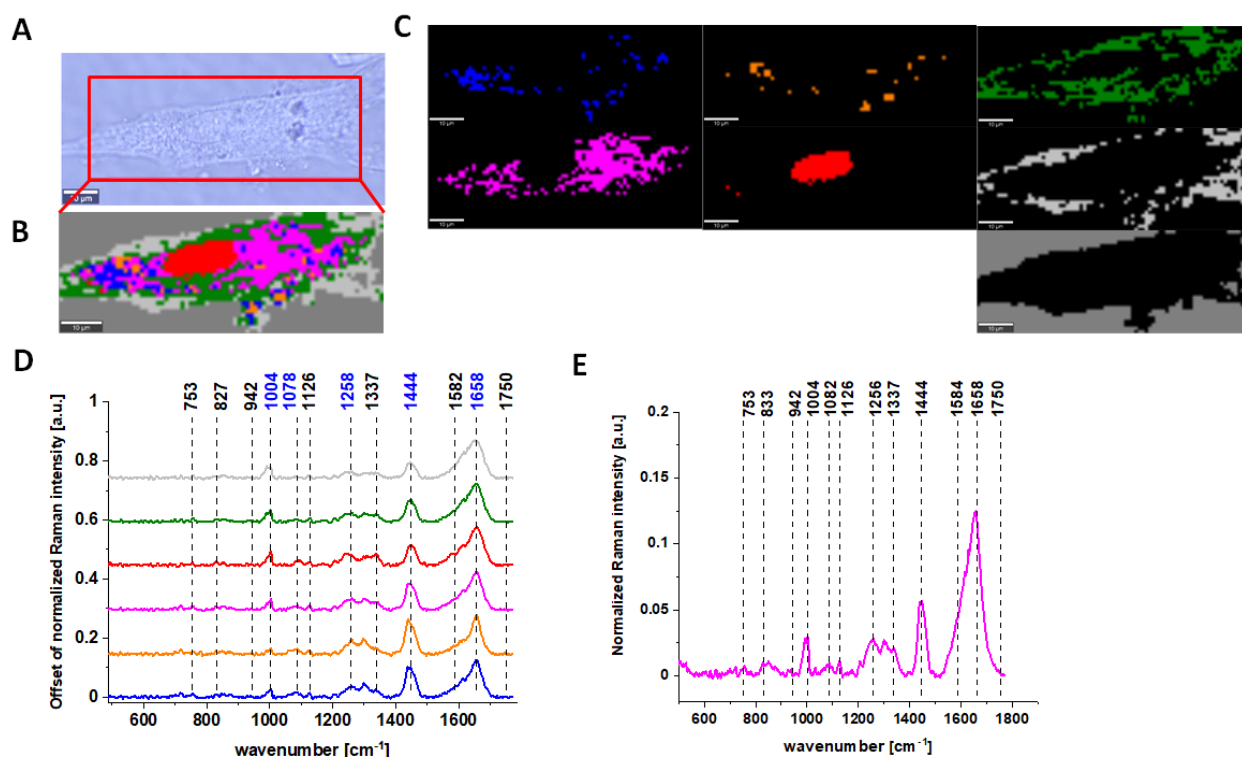 A
10 µm
B
10 µm
C
10 µm
10 µm
10 µm
10 µm
10 µm
10 µm
10 µm
D
753
827
942
1004
1078
1126
1258
1337
1444
1582
1658
1750
Offset of normalized Raman intensity [a.u.]
1
0.8
0.6
0.4
0.2
0
600 800 1000 1200 1400 1600
wavenumber [cm⁻¹]
E
753
833
942
1004
1082
1126
1256
1337
1444
1584
1658
1750
Normalized Raman intensity [a.u.]
0.2
0.15
0.1
0.05
0
600 800 1000 1200 1400 1600 1800
wavenumber [cm⁻¹]